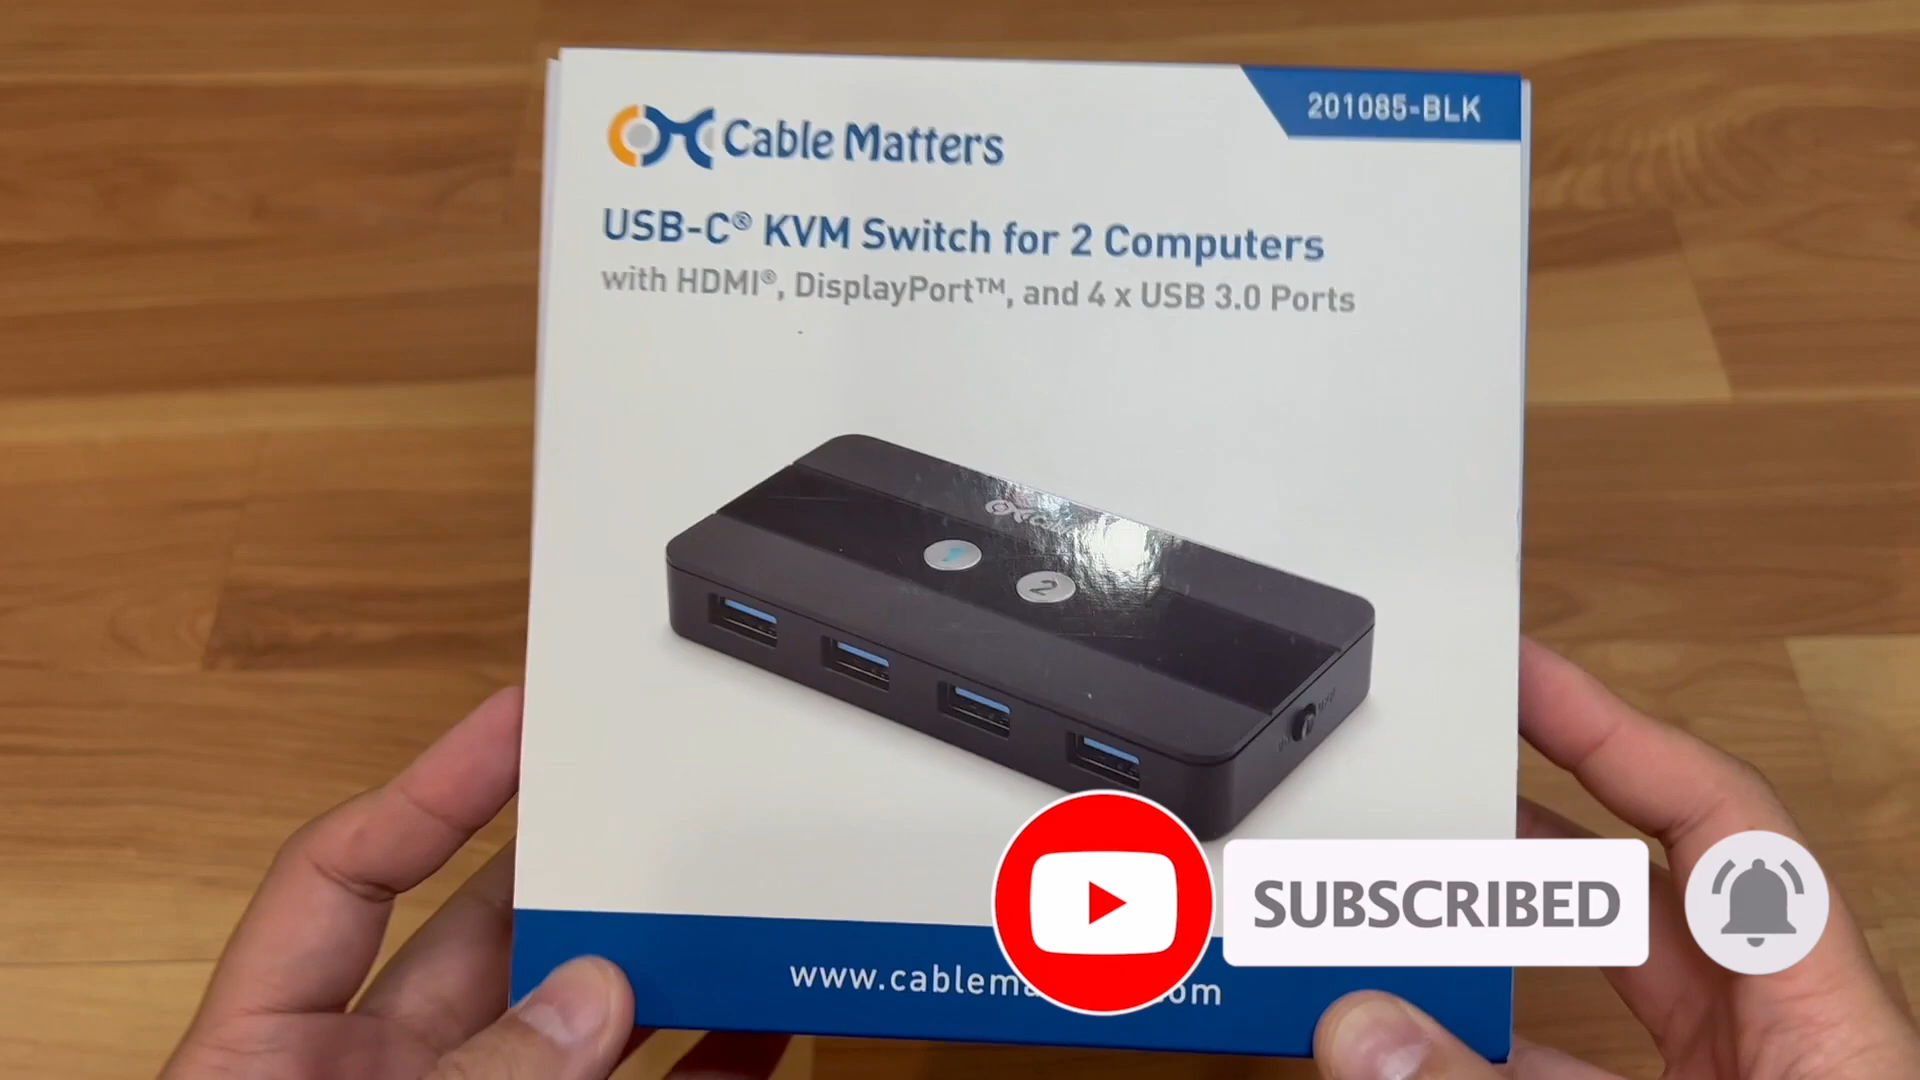 Cable Matters
201085-BLK
USB-C® KVM Switch for 2 Computers
with HDMI®, DisplayPort™, and 4 x USB 3.0 Ports
2
SUBSCRIBED